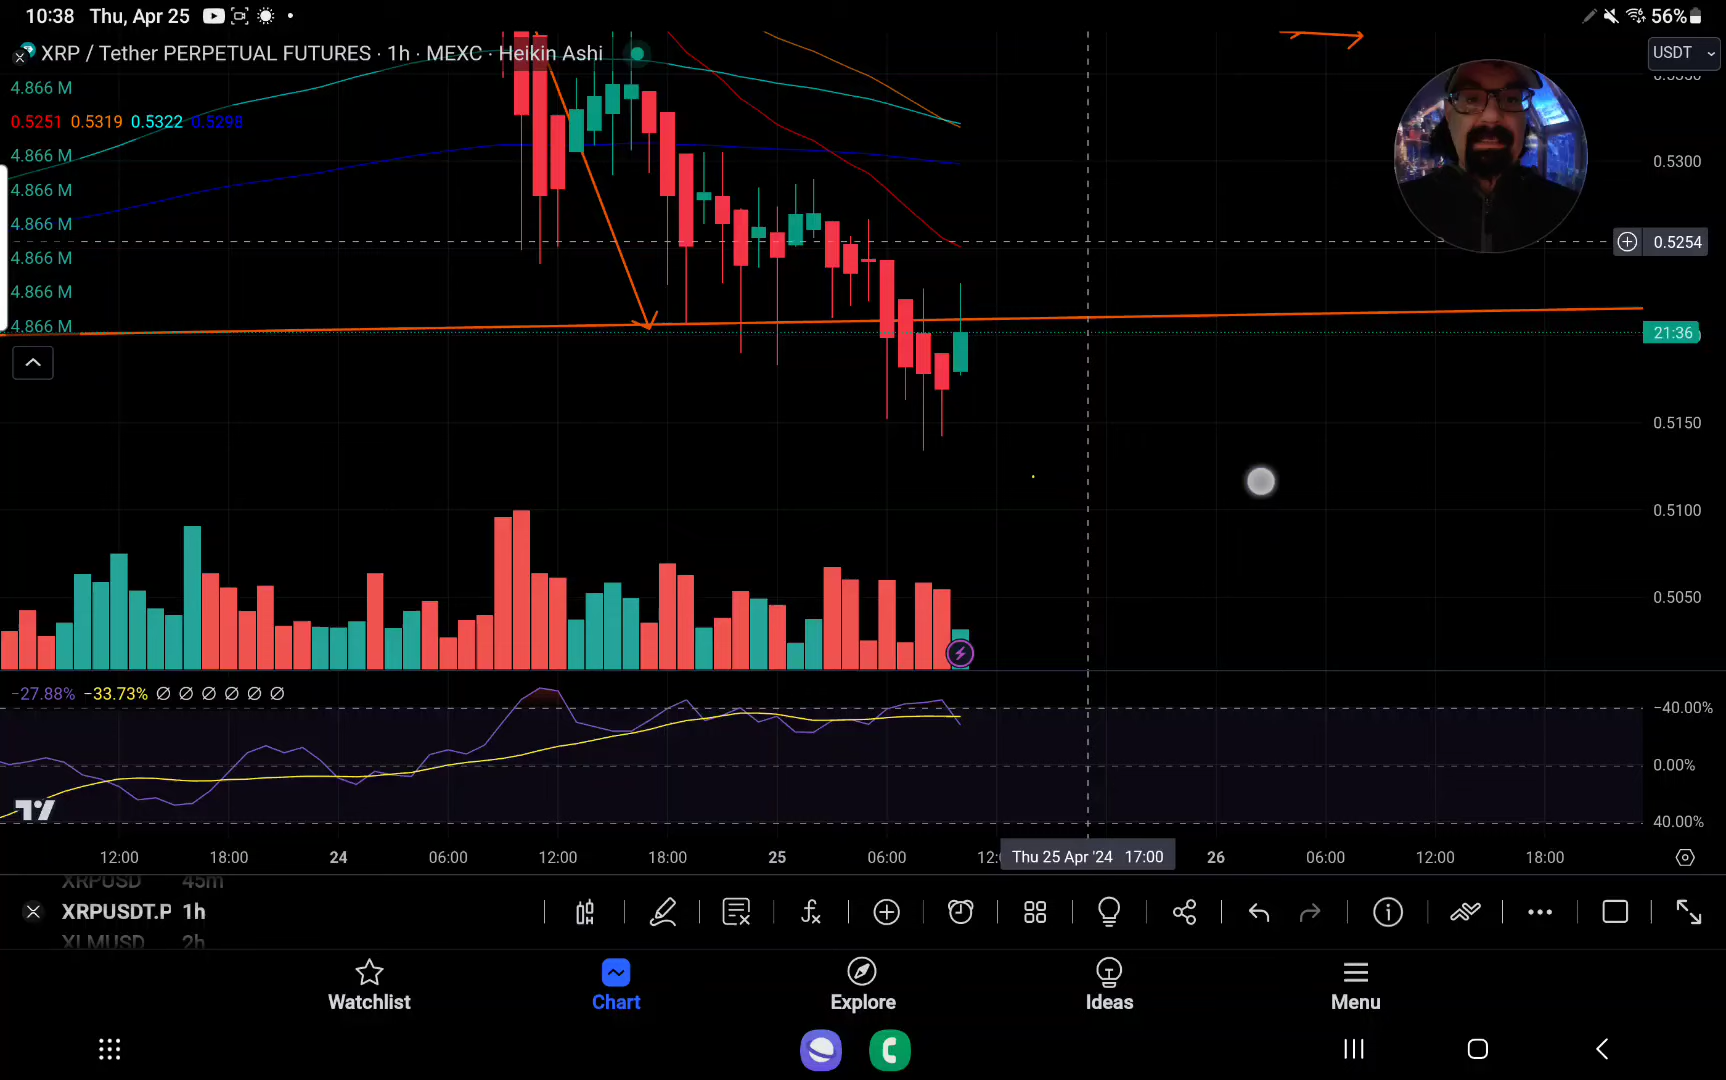 10:38 Thu, Apr 25 56%
XRP / Tether PERPETUAL FUTURES · 1h · MEXC · Heikin Ashi
USDT
4.866 M
0.5251 0.5319 0.5322 0.5298
4.866 M
0.5300
4.866 M
4.866 M
0.5254
4.866 M
4.866 M
4.866 M
21:36
0.5150
0.5100
0.5050
−27.88% −33.73% ∅ ∅ ∅ ∅ ∅ ∅
−40.00%
0.00%
40.00%
12:00 18:00 24 06:00 12:00 18:00 25 06:00 Thu 25 Apr '24 17:00 26 06:00 12:00 18:00
XRPUSD 45m
XRPUSDT.P 1h
XLMUSD 2h
Watchlist Chart Explore Ideas Menu